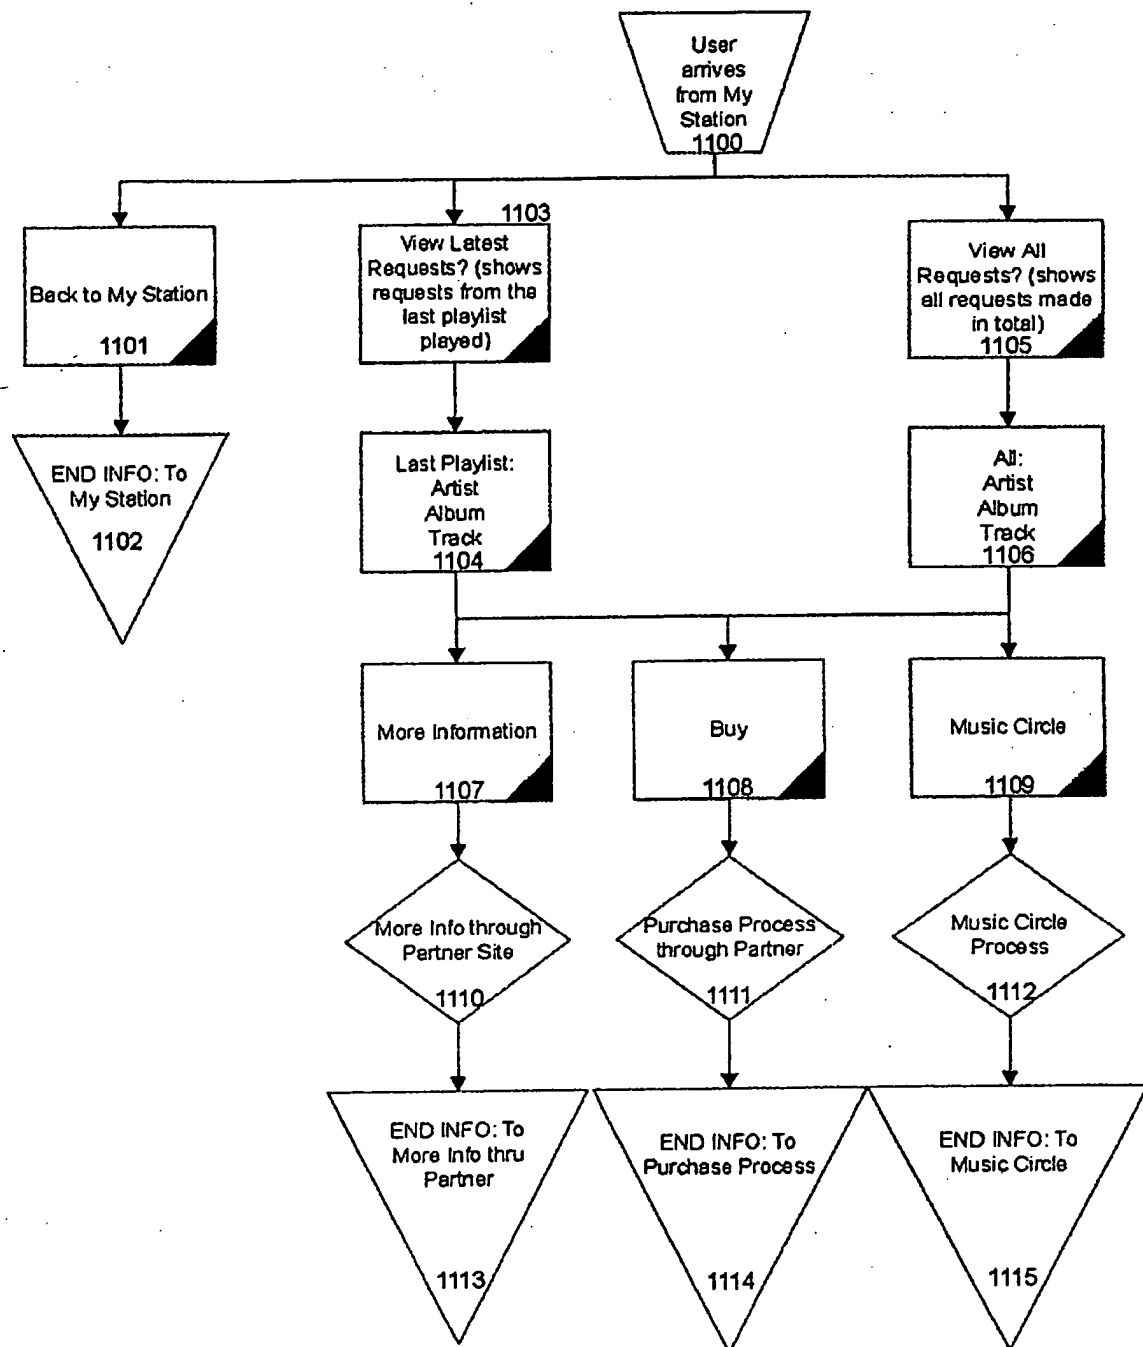 User
arrives
from My
Station
1100
Back to My Station
1101
1103
View Latest
Requests? (shows
requests from the
last playlist
played)
View All
Requests? (shows
all requests made
in total)
1105
END INFO: To
My Station
1102
Last Playlist:
Artist
Album
Track
1104
All:
Artist
Album
Track
1106
More Information
1107
Buy
1108
Music Circle
1109
More Info through
Partner Site
1110
Purchase Process
through Partner
1111
Music Circle
Process
1112
END INFO: To
More Info thru
Partner
1113
END INFO: To
Purchase Process
1114
END INFO: To
Music Circle
1115